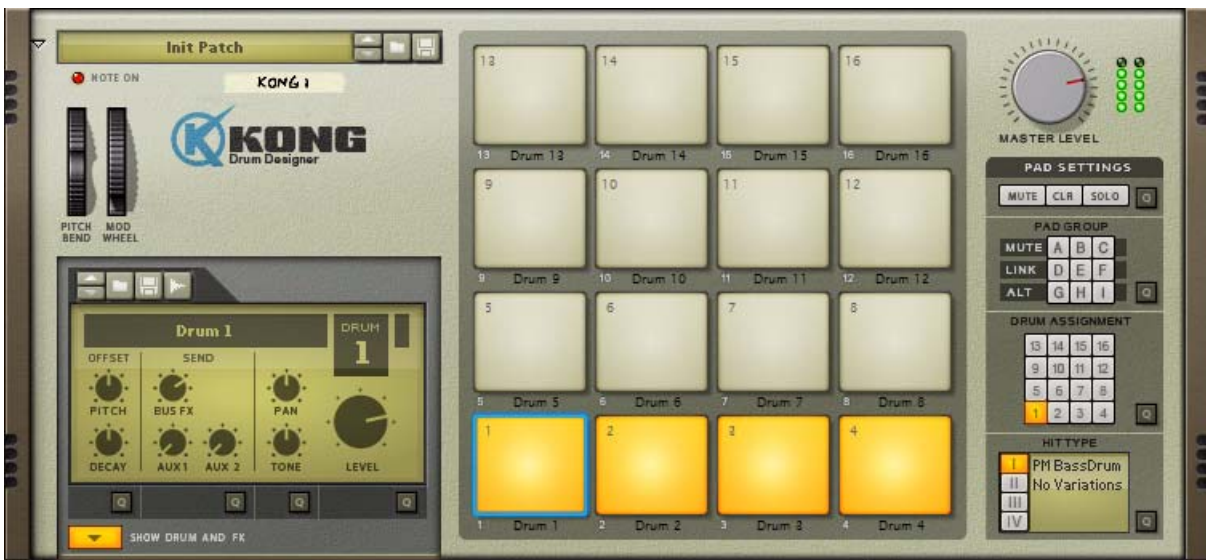 Init Patch
NOTE ON
KONG 1
K KONG
Drum Designer
PITCH BEND
MOD WHEEL
Drum 1
DRUM
1
OFFSET
SEND
PITCH
BUS FX
PAN
DECAY
AUX 1
AUX 2
TONE
LEVEL
Q
Q
Q
Q
SHOW DRUM AND FX
13 14 15 16
13 Drum 13 14 Drum 14 15 Drum 15 16 Drum 16
9 10 11 12
9 Drum 9 10 Drum 10 11 Drum 11 12 Drum 12
5 6 7 8
5 Drum 5 6 Drum 6 7 Drum 7 8 Drum 8
1 2 3 4
1 Drum 1 2 Drum 2 3 Drum 3 4 Drum 4
MASTER LEVEL
PAD SETTINGS
MUTE CLR SOLO Q
PAD GROUP
MUTE A B C
LINK D E F
ALT G H I Q
DRUM ASSIGNMENT
13 14 15 16
9 10 11 12
5 6 7 8
1 2 3 4 Q
HIT TYPE
I PM BassDrum
II No Variations
III
IV Q